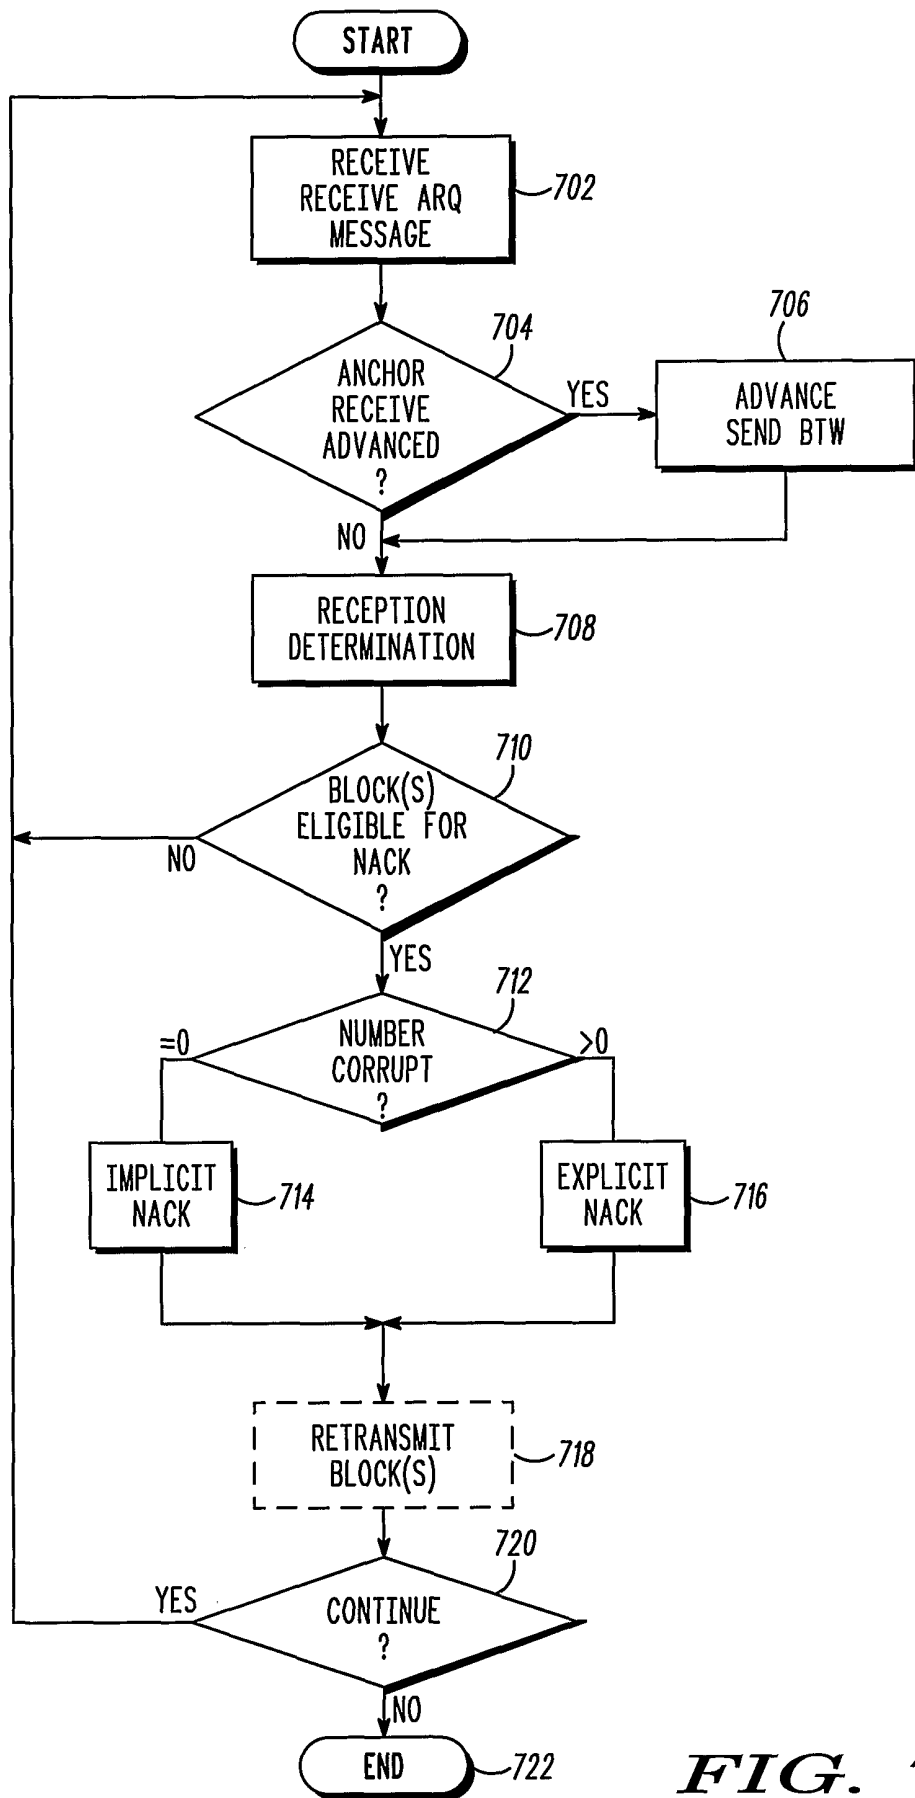 START
RECEIVE
RECEIVE ARQ
MESSAGE
702
704
ANCHOR
RECEIVE
ADVANCED
?
YES
706
ADVANCE
SEND BTW
NO
RECEPTION
DETERMINATION
708
710
BLOCK(S)
ELIGIBLE FOR
NACK
?
NO
YES
712
NUMBER
CORRUPT
?
=0
>0
IMPLICIT
NACK
714
EXPLICIT
NACK
716
RETRANSMIT
BLOCK(S)
718
720
CONTINUE
?
YES
NO
END
722
FIG.